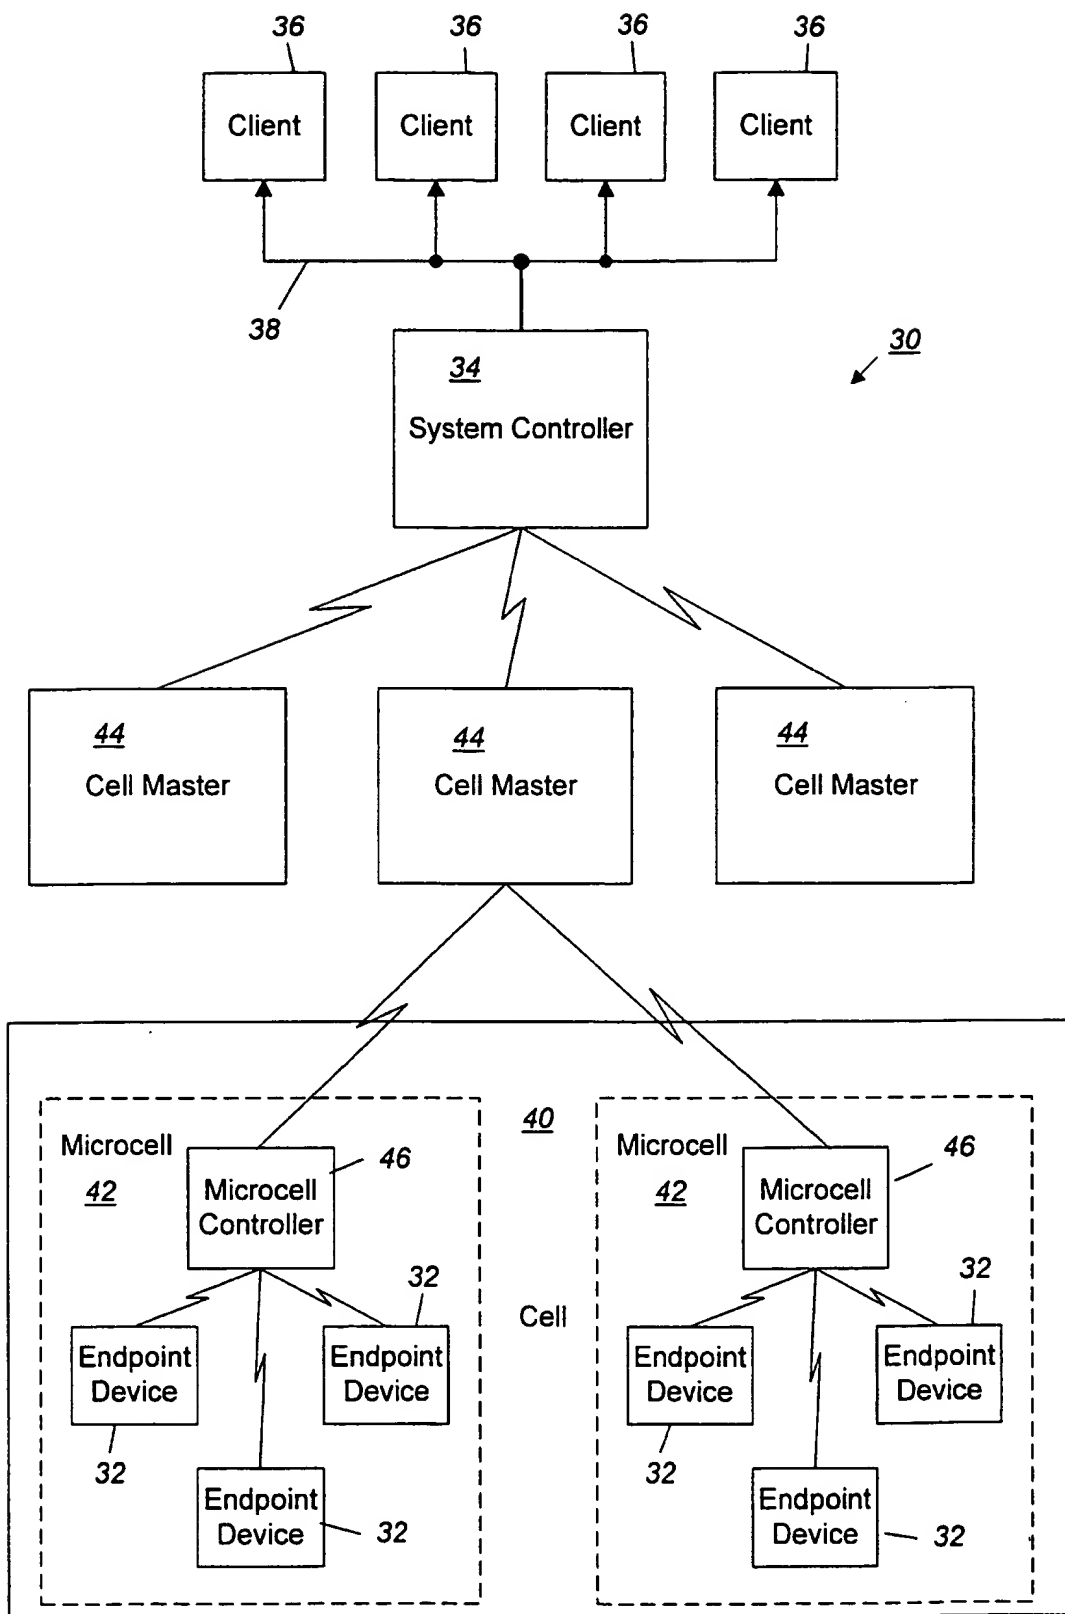 36 36 36 36
Client Client Client Client
38
30
34
System Controller
44
Cell Master
44
Cell Master
44
Cell Master
40
Cell
Microcell
42
46
Microcell
Controller
32
Endpoint
Device
32
Endpoint
Device
Endpoint
Device
32
Microcell
42
46
Microcell
Controller
32
Endpoint
Device
32
Endpoint
Device
Endpoint
Device
32